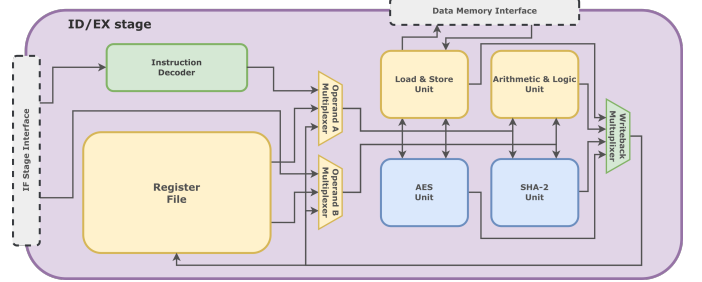 Data Memory Interface
ID/EX stage
IF Stage Interface
Instruction
Decoder
Operand A
Multiplexer
Load & Store
Unit
Arithmetic & Logic
Unit
Writeback
Multuplixer
Register
File
Operand B
Multiplexer
AES
Unit
SHA-2
Unit